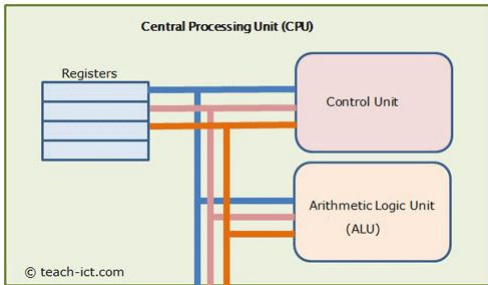 Central Processing Unit (CPU)
Registers
Control Unit
Arithmetic Logic Unit
(ALU)
© teach-ict.com